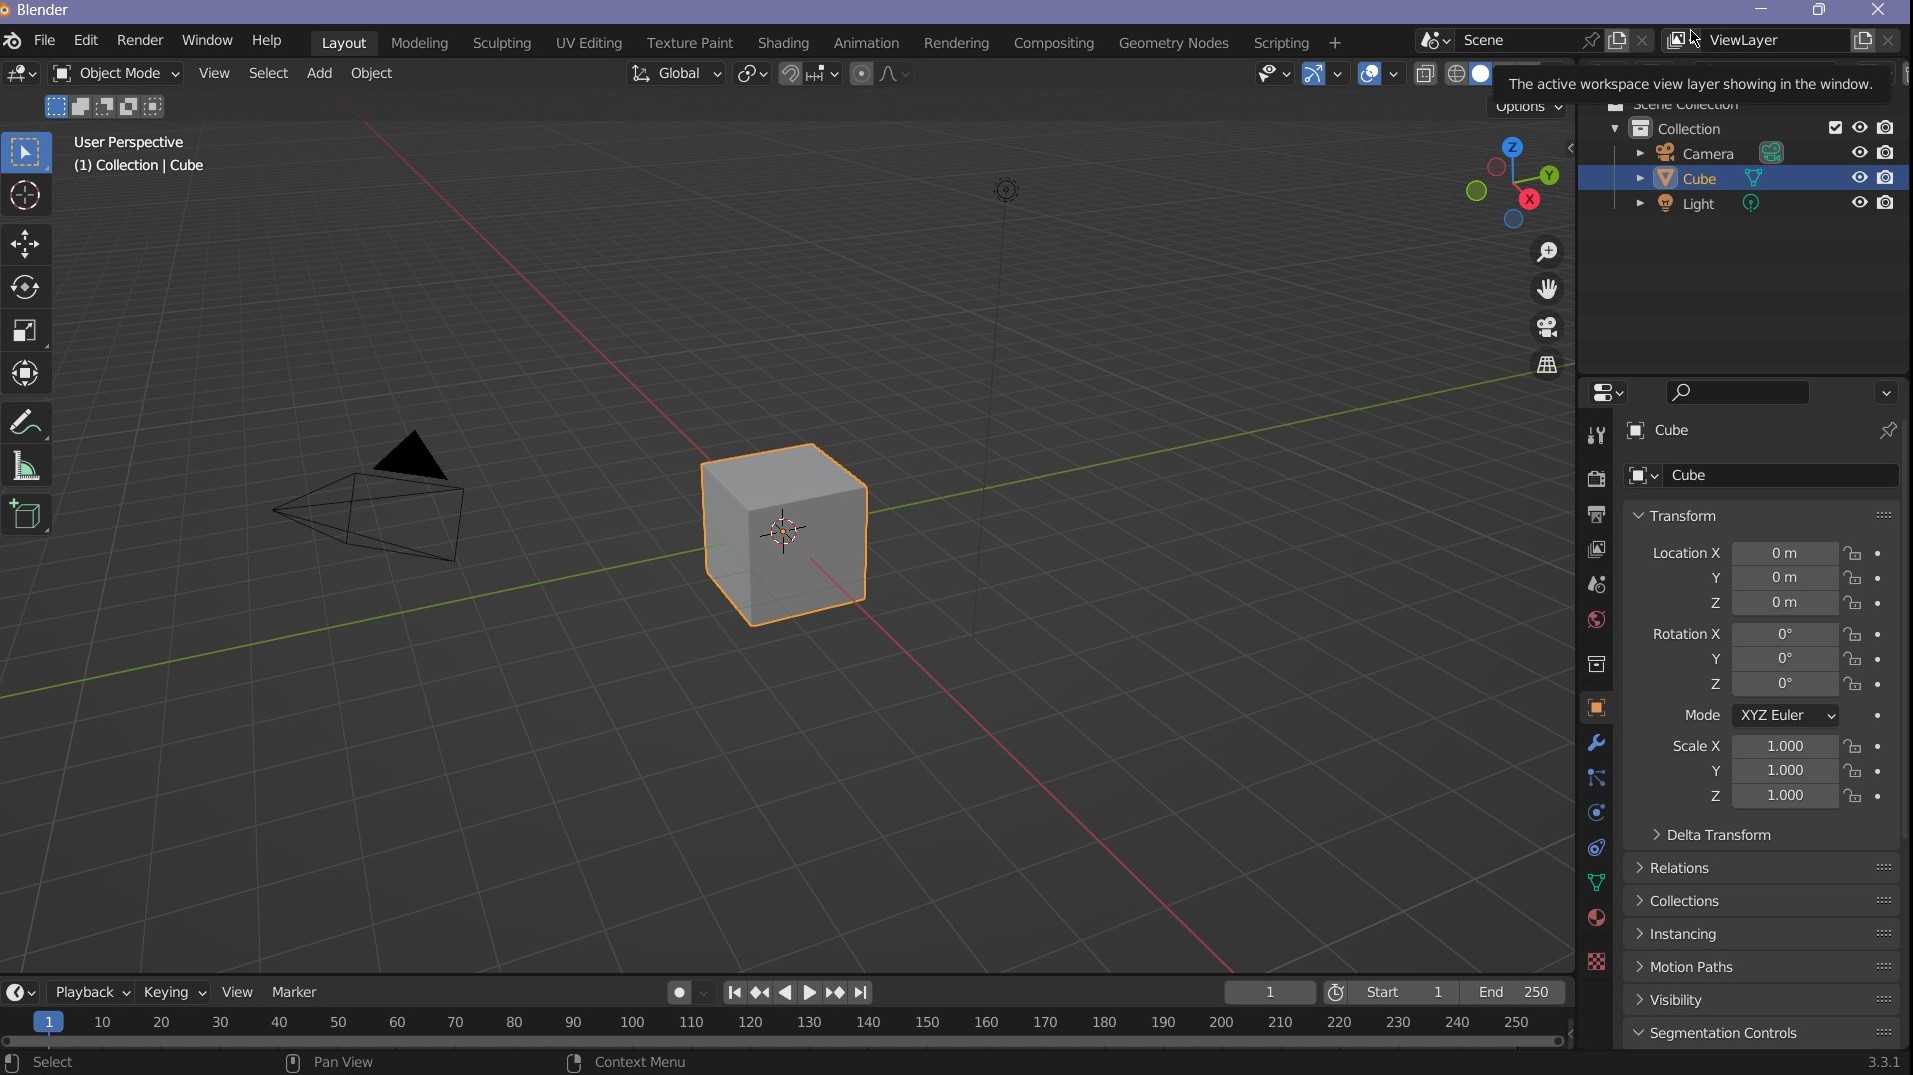 Blender
File Edit Render Window Help Layout Modeling Sculpting UV Editing Texture Paint Shading Animation Rendering Compositing Geometry Nodes Scripting + Scene ViewLayer
Object Mode View Select Add Object Global
The active workspace view layer showing in the window.
Options Scene Collection
User Perspective
(1) Collection | Cube
Z
Y
X
Collection
Camera
Cube
Light
Cube
Cube
Transform
Location X 0 m
Y 0 m
Z 0 m
Rotation X 0°
Y 0°
Z 0°
Mode XYZ Euler
Scale X 1.000
Y 1.000
Z 1.000
Delta Transform
Relations
Collections
Instancing
Motion Paths
Visibility
Segmentation Controls
Playback Keying View Marker 1 Start 1 End 250
1 10 20 30 40 50 60 70 80 90 100 110 120 130 140 150 160 170 180 190 200 210 220 230 240 250
Select Pan View Context Menu 3.3.1